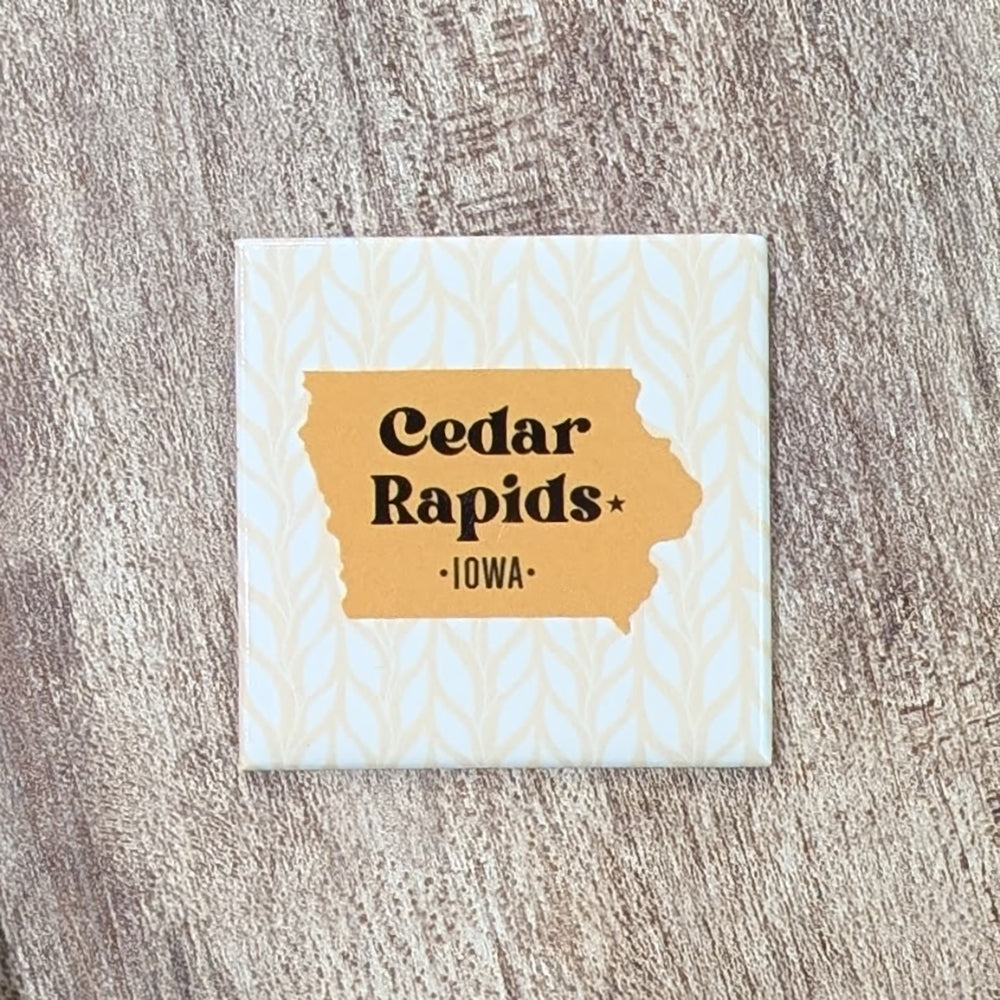 Cedar
Rapids★
•IOWA•